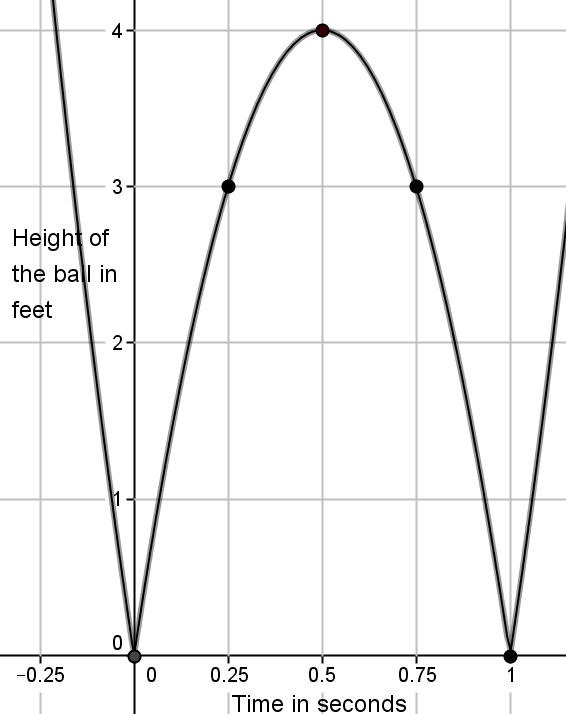 4
3
Height of
the ball in
feet
2
1
0
−0.25 0 0.25 0.5 0.75 1
Time in seconds